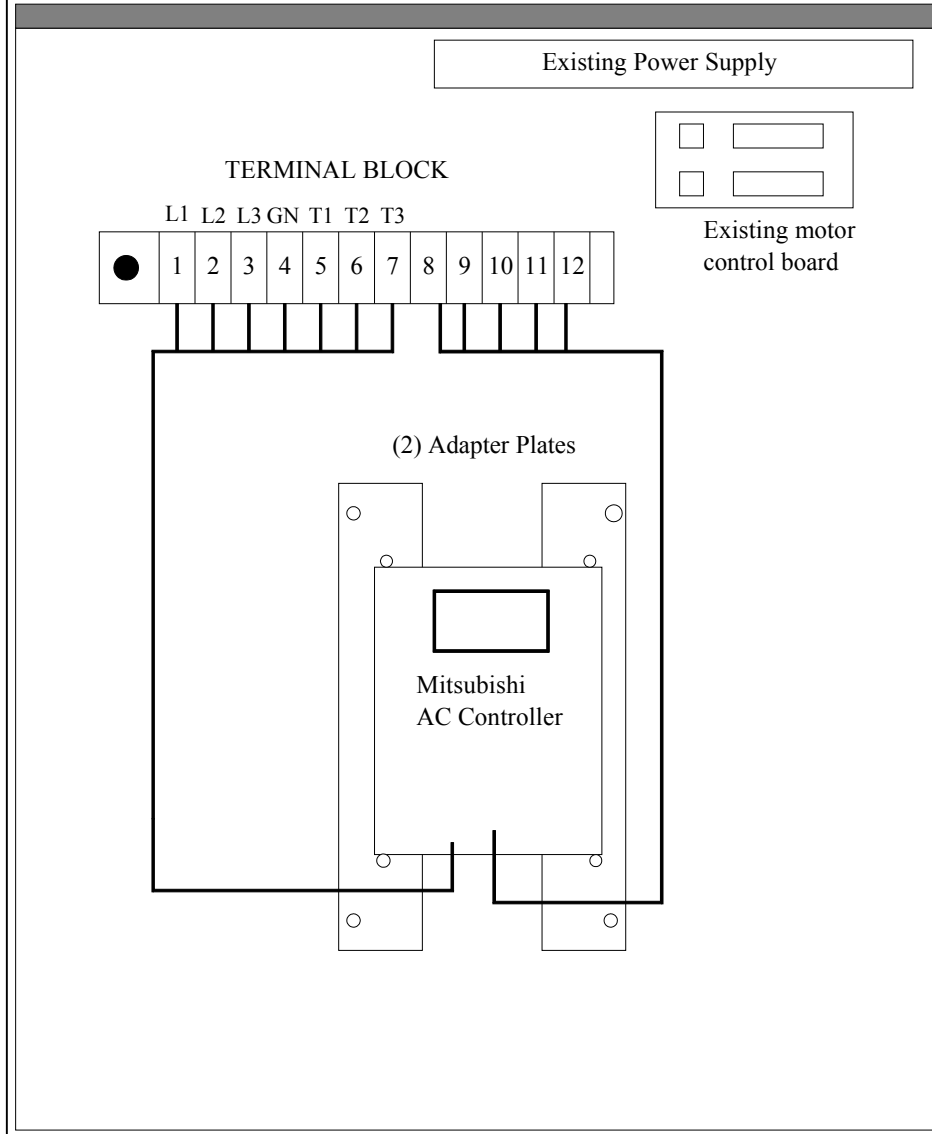 Existing Power Supply
TERMINAL BLOCK
L1 L2 L3 GN T1 T2 T3
1 2 3 4 5 6 7 8 9 10 11 12
Existing motor
control board
(2) Adapter Plates
Mitsubishi
AC Controller